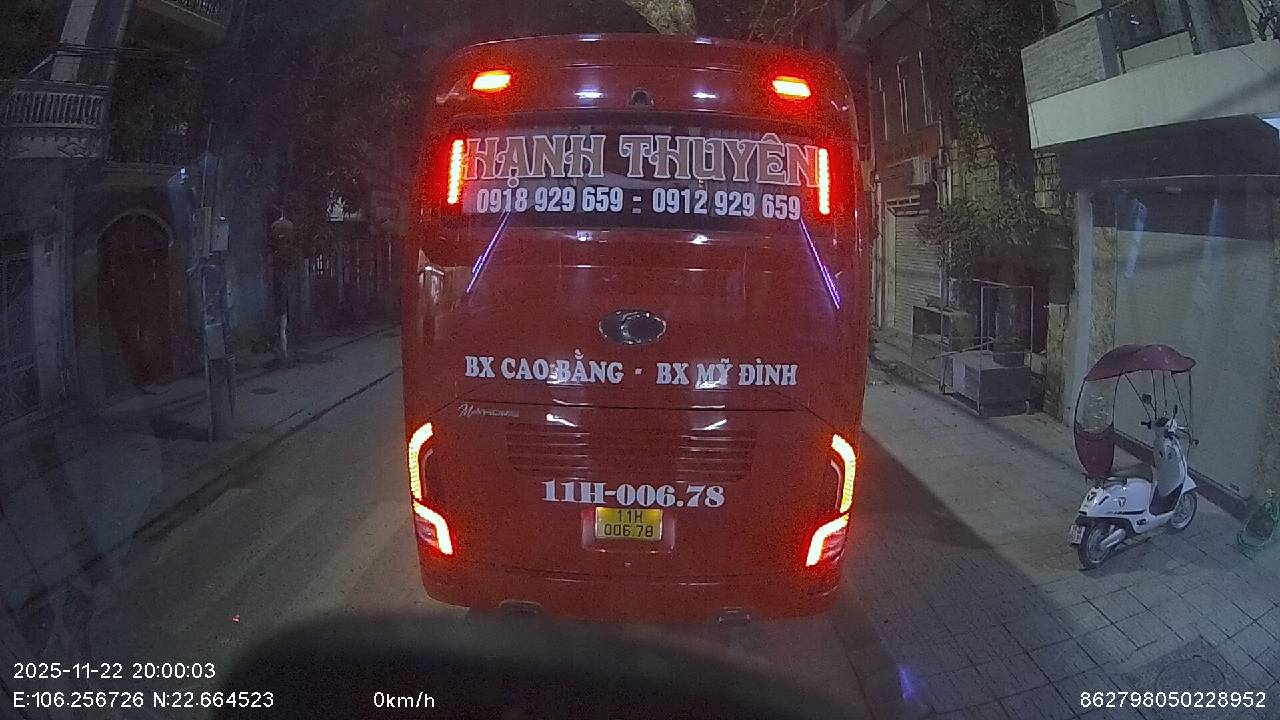 HẠNH THUYÊN
0918 929 659 - 0912 929 659
BX CAO BẰNG - BX MỸ ĐÌNH
11H-006.78
11H
006.78
2025-11-22 20:00:03
E:106.256726 N:22.664523
0km/h
862798050228952